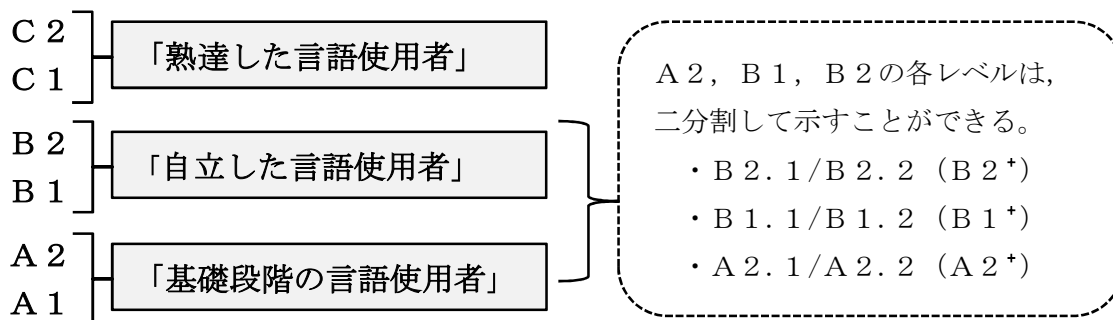 C2
C1
「熟達した言語使用者」
B2
B1
「自立した言語使用者」
A2
A1
「基礎段階の言語使用者」
A2，B1，B2の各レベルは，
二分割して示すことができる。
・B2.1/B2.2（B2⁺）
・B1.1/B1.2（B1⁺）
・A2.1/A2.2（A2⁺）